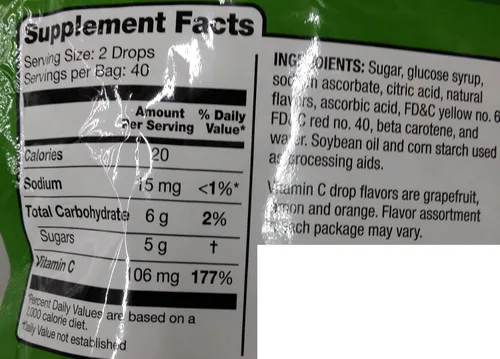 Supplement Facts
Serving Size: 2 Drops
Servings per Bag: 40
Amount Per Serving % Daily Value*
Calories 20
Sodium 15 mg <1%*
Total Carbohydrate 6 g 2%
Sugars 5 g †
Vitamin C 106 mg 177%
*Percent Daily Values are based on a
2,000 calorie diet.
†Daily Value not established
INGREDIENTS: Sugar, glucose syrup,
sodium ascorbate, citric acid, natural
flavors, ascorbic acid, FD&C yellow no. 6,
FD&C red no. 40, beta carotene, and
water. Soybean oil and corn starch used
as processing aids.
Vitamin C drop flavors are grapefruit,
lemon and orange. Flavor assortment
in each package may vary.